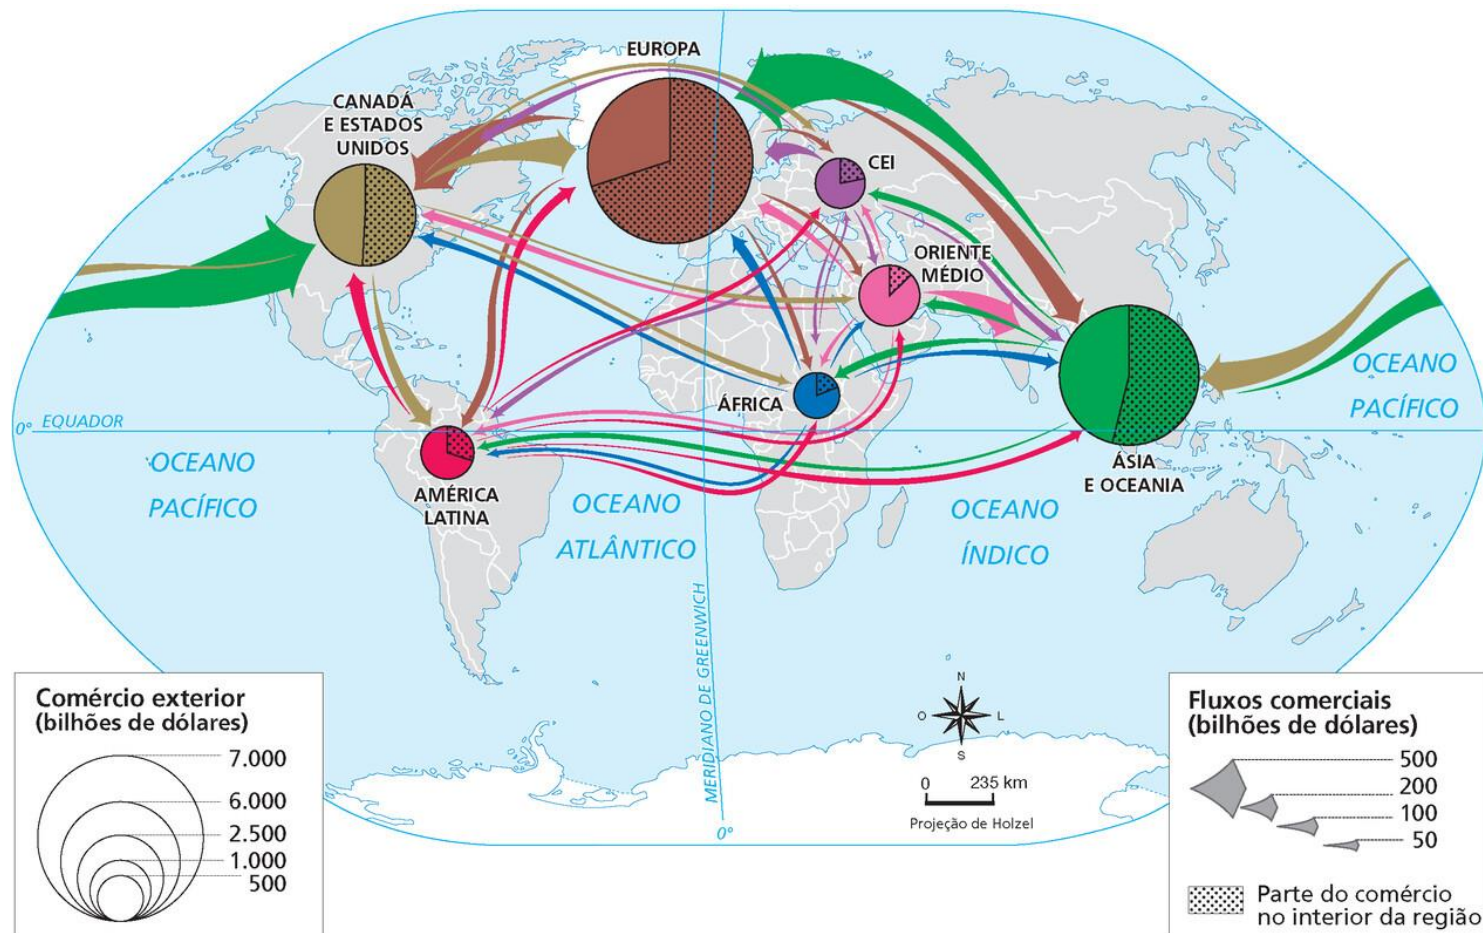 EUROPA
CANADÁ
E ESTADOS
UNIDOS
CEI
ORIENTE
MÉDIO
OCEANO
PACÍFICO
ÁFRICA
0° EQUADOR
OCEANO
PACÍFICO
AMÉRICA
LATINA
OCEANO
ATLÂNTICO
OCEANO
ÍNDICO
ÁSIA
E OCEANIA
MERIDIANO DE GREENWICH
0°
Comércio exterior
(bilhões de dólares)
7.000
6.000
2.500
1.000
500
N
O L
S
0 235 km
Projeção de Holzel
Fluxos comerciais
(bilhões de dólares)
500
200
100
50
Parte do comércio
no interior da região